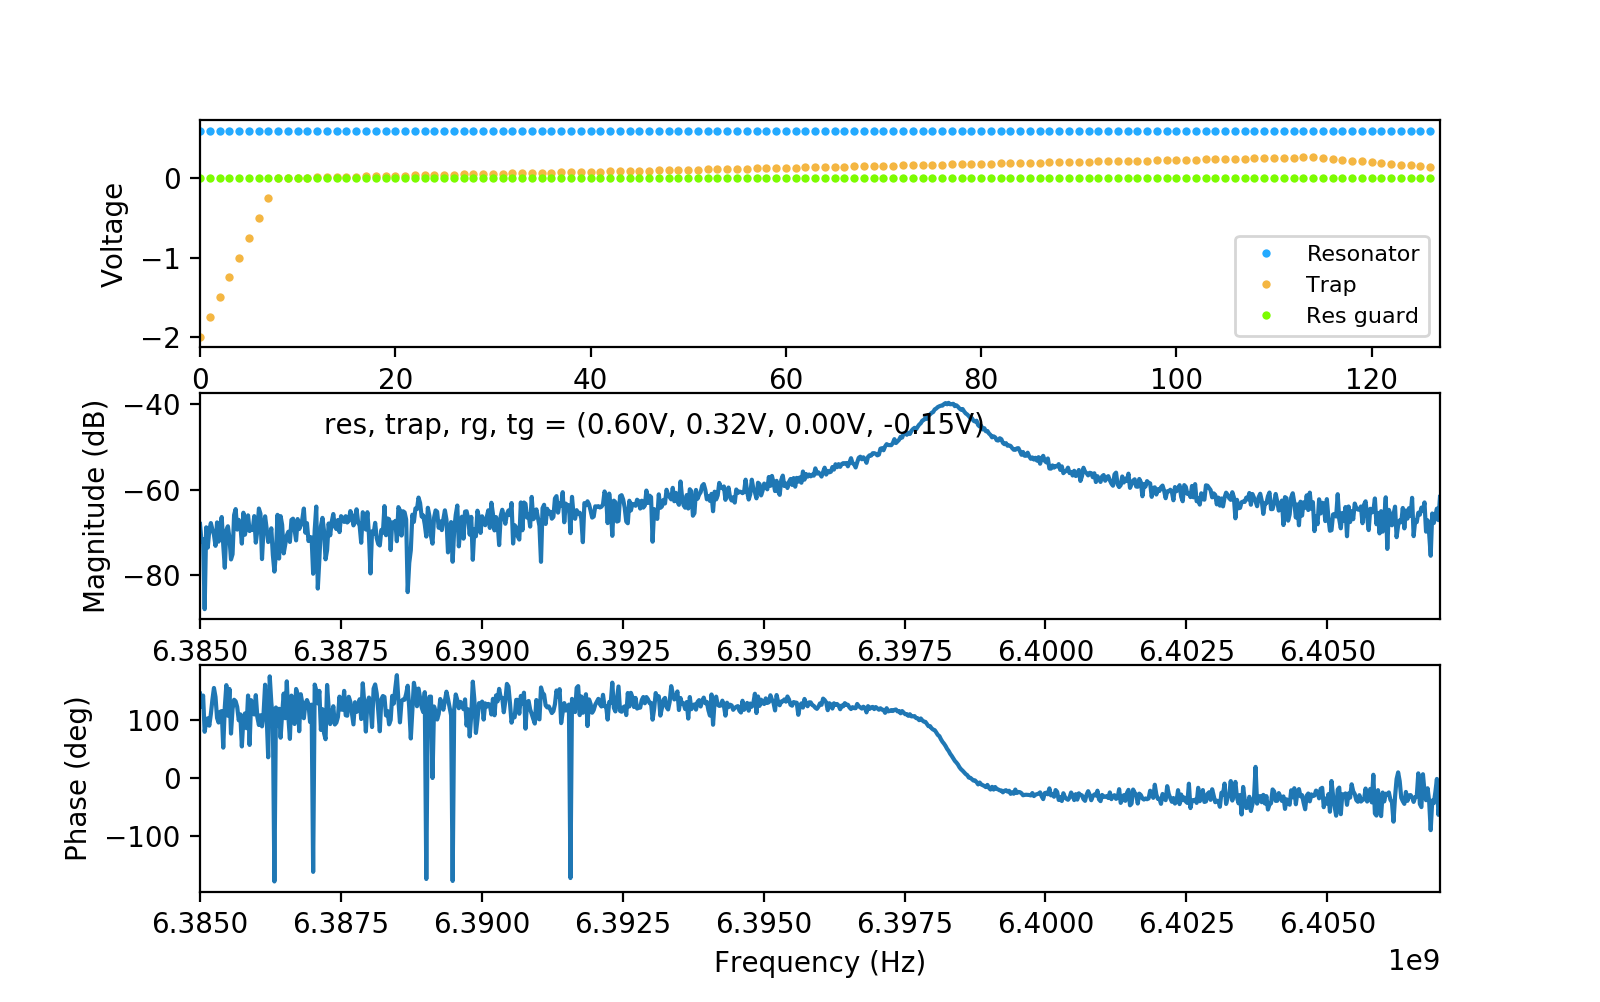 Voltage
0
−1
−2
Resonator
Trap
Res guard
0 20 40 60 80 100 120
Magnitude (dB)
−40
−60
−80
res, trap, rg, tg = (0.60V, 0.32V, 0.00V, -0.15V)
6.3850 6.3875 6.3900 6.3925 6.3950 6.3975 6.4000 6.4025 6.4050
Phase (deg)
100
0
−100
6.3850 6.3875 6.3900 6.3925 6.3950 6.3975 6.4000 6.4025 6.4050
Frequency (Hz)
1e9